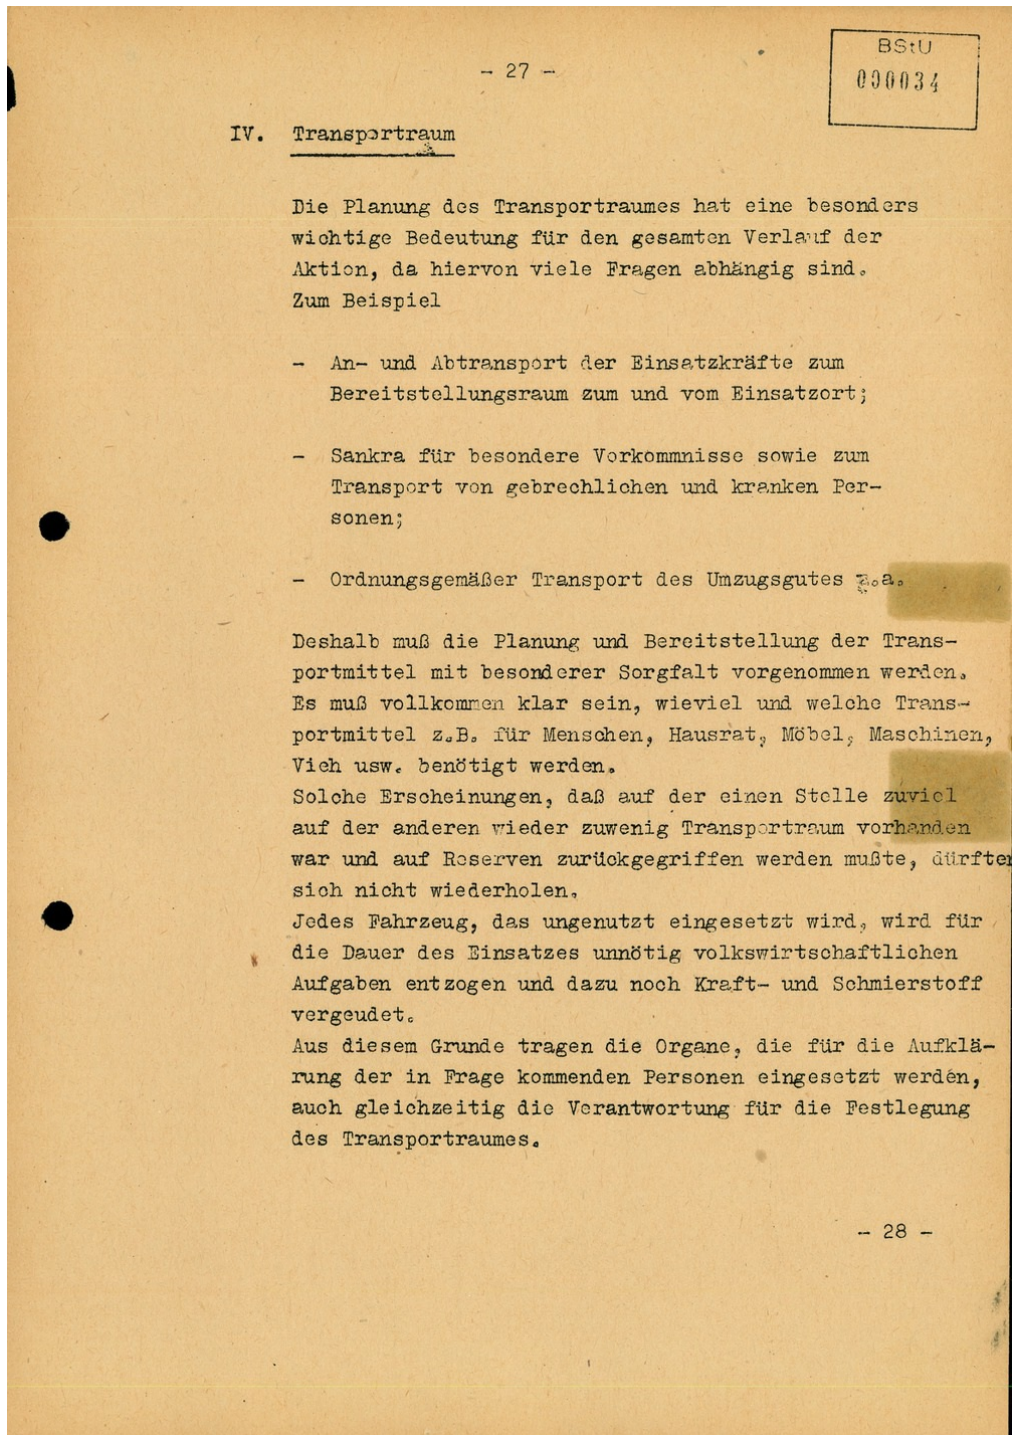 BStU
000034
- 27 -
IV. Transportraum
Die Planung des Transportraumes hat eine besonders
wichtige Bedeutung für den gesamten Verlauf der
Aktion, da hiervon viele Fragen abhängig sind.
Zum Beispiel
- An- und Abtransport der Einsatzkräfte zum
Bereitstellungsraum zum und vom Einsatzort;
- Sankra für besondere Vorkommnisse sowie zum
Transport von gebrechlichen und kranken Per-
sonen;
- Ordnungsgemäßer Transport des Umzugsgutes
Deshalb muß die Planung und Bereitstellung der Trans-
portmittel mit besonderer Sorgfalt vorgenommen werden.
Es muß vollkommen klar sein, wieviel und welche Trans-
portmittel z.B. für Menschen, Hausrat, Möbel, Maschinen,
Vieh usw. benötigt werden.
Solche Erscheinungen, daß auf der einen Stelle zuviel
auf der anderen wieder zuwenig Transportraum vorhanden
war und auf Reserven zurückgegriffen werden mußte, dürften
sich nicht wiederholen.
Jedes Fahrzeug, das ungenutzt eingesetzt wird, wird für
die Dauer des Einsatzes unnötig volkswirtschaftlichen
Aufgaben entzogen und dazu noch Kraft- und Schmierstoff
vergeudet.
Aus diesem Grunde tragen die Organe, die für die Aufklä-
rung der in Frage kommenden Personen eingesetzt werden,
auch gleichzeitig die Verantwortung für die Festlegung
des Transportraumes.
- 28 -